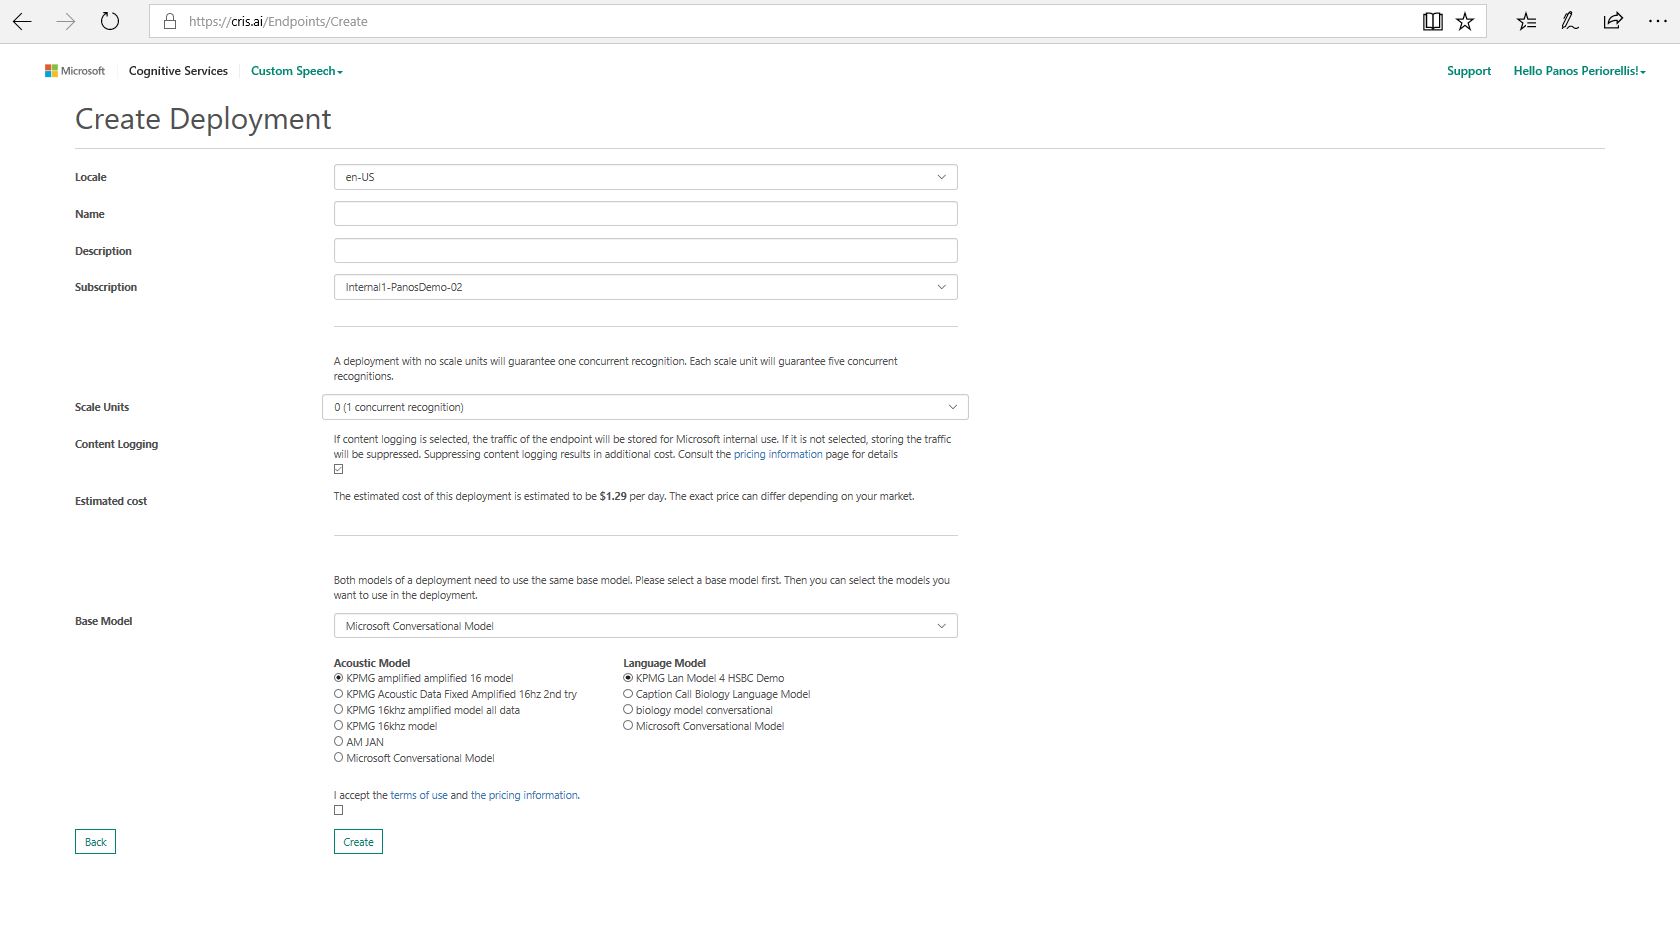 https://cris.ai/Endpoints/Create
Microsoft Cognitive Services Custom Speech Support Hello Panos Periorellis!
Create Deployment
Locale en-US
Name
Description
Subscription Internal1-PanosDemo-02
A deployment with no scale units will guarantee one concurrent recognition. Each scale unit will guarantee five concurrent
recognitions.
Scale Units 0 (1 concurrent recognition)
Content Logging If content logging is selected, the traffic of the endpoint will be stored for Microsoft internal use. If it is not selected, storing the traffic
will be suppressed. Suppressing content logging results in additional cost. Consult the pricing information page for details
Estimated cost The estimated cost of this deployment is estimated to be $1.29 per day. The exact price can differ depending on your market.
Both models of a deployment need to use the same base model. Please select a base model first. Then you can select the models you
want to use in the deployment.
Base Model Microsoft Conversational Model
Acoustic Model Language Model
KPMG amplified amplified 16 model KPMG Lan Model 4 HSBC Demo
KPMG Acoustic Data Fixed Amplified 16hz 2nd try Caption Call Biology Language Model
KPMG 16khz amplified model all data biology model conversational
KPMG 16khz model Microsoft Conversational Model
AM JAN
Microsoft Conversational Model
I accept the terms of use and the pricing information.
Back Create